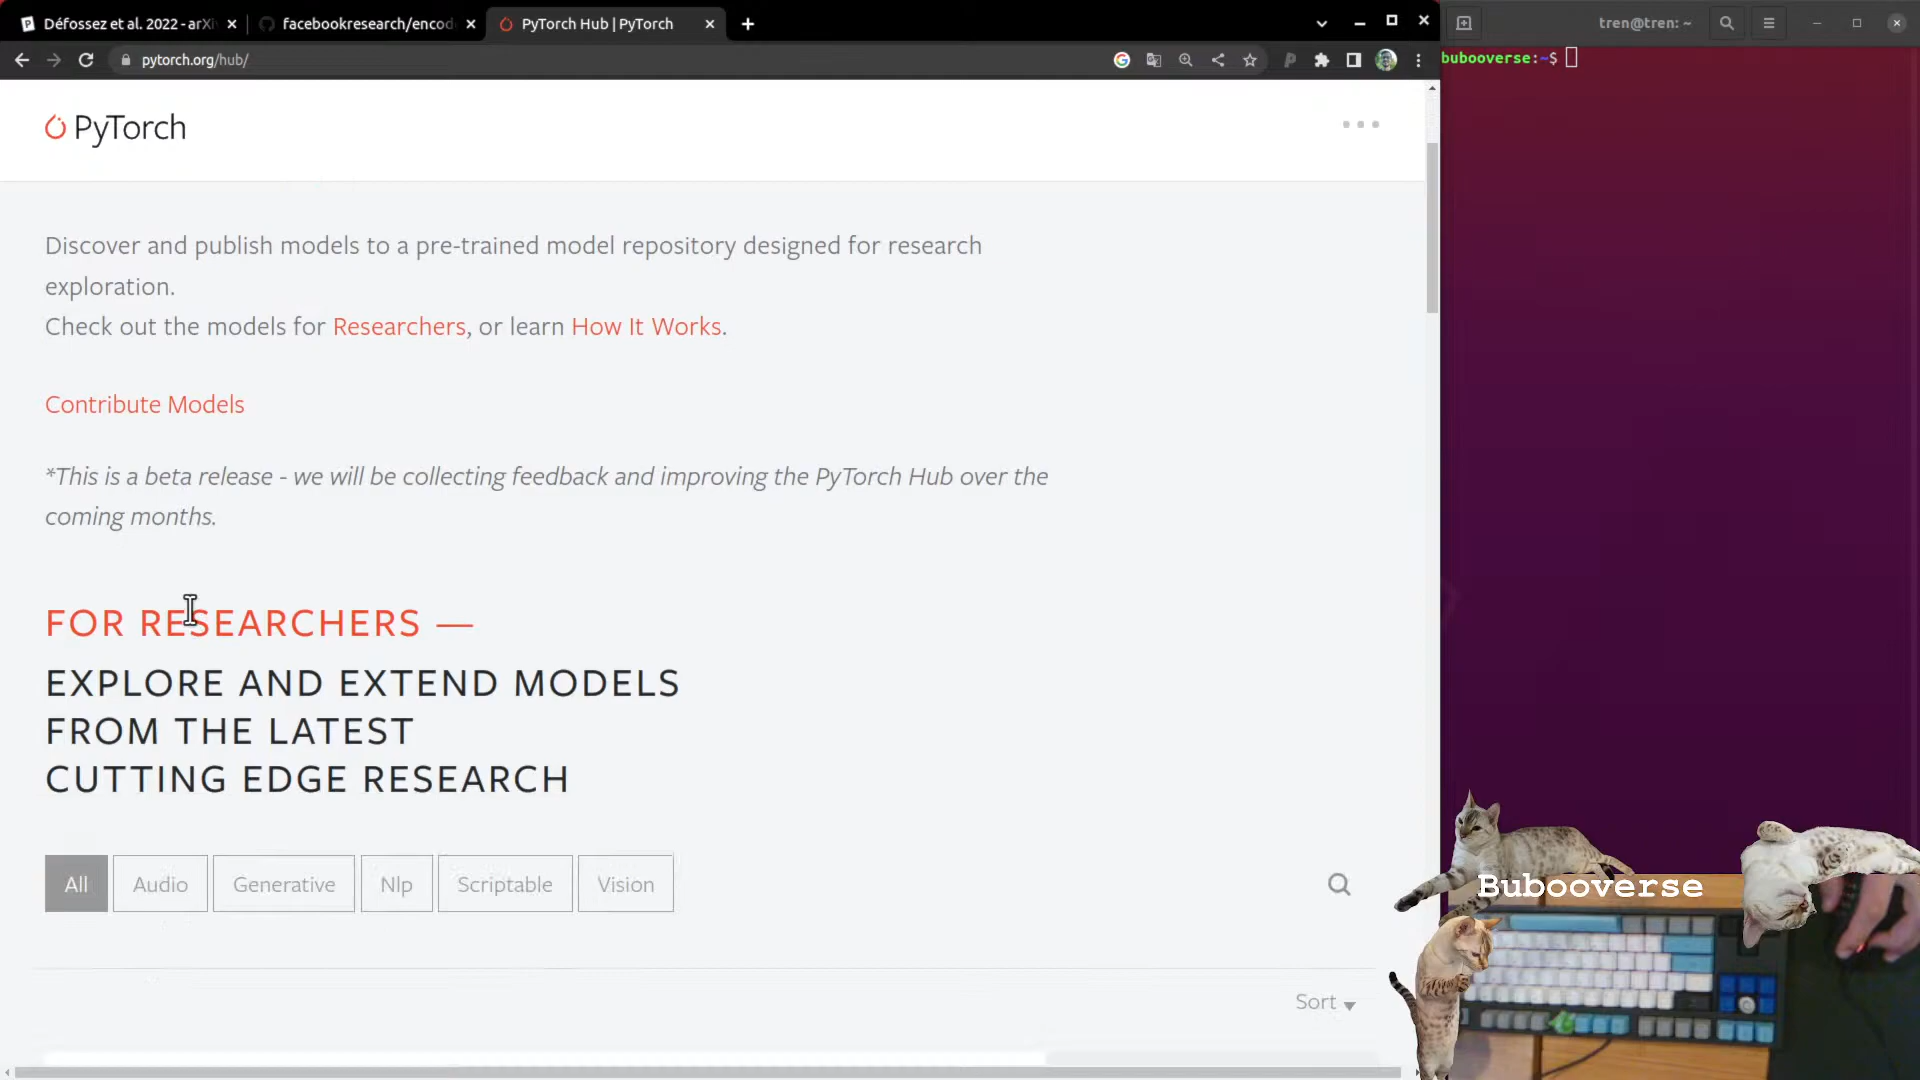 Défossez et al. 2022 - arXi
facebookresearch/encod
PyTorch Hub | PyTorch
tren@tren: ~
pytorch.org/hub/
bubooverse:~$
PyTorch
Discover and publish models to a pre-trained model repository designed for research
exploration.
Check out the models for Researchers, or learn How It Works.
Contribute Models
*This is a beta release - we will be collecting feedback and improving the PyTorch Hub over the
coming months.
FOR RESEARCHERS —
EXPLORE AND EXTEND MODELS
FROM THE LATEST
CUTTING EDGE RESEARCH
All
Audio
Generative
Nlp
Scriptable
Vision
Sort
Bubooverse